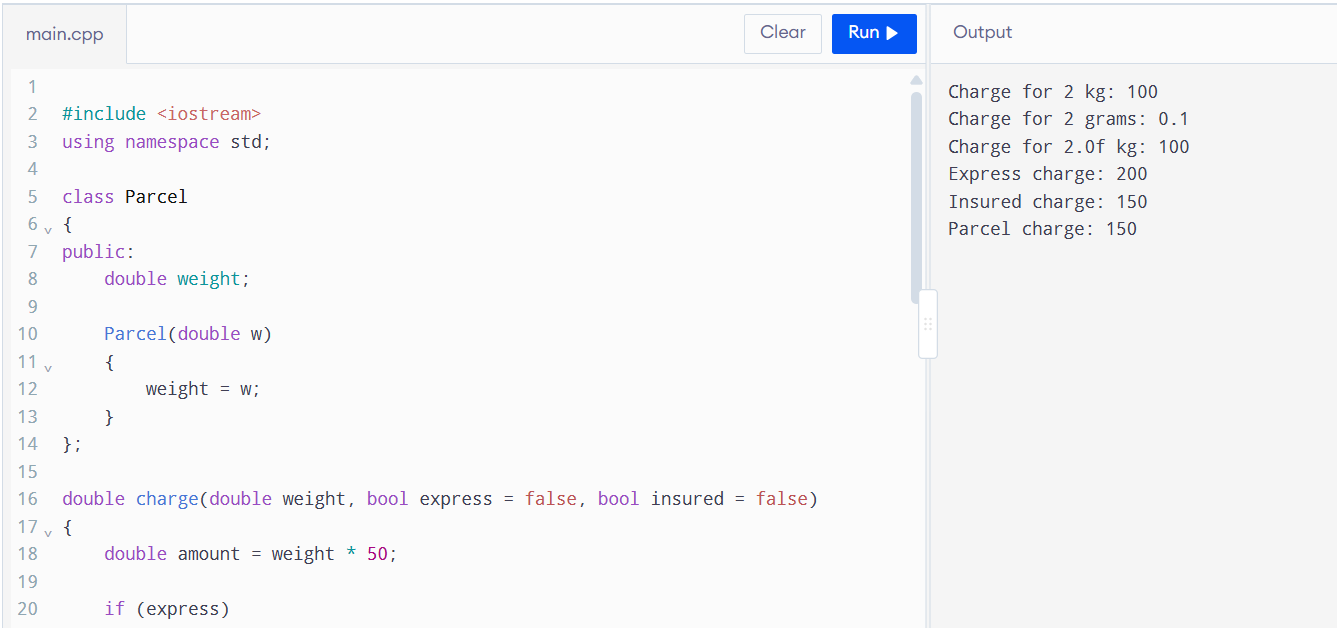 main.cpp
Clear
Run
Output
1
2 #include <iostream>
3 using namespace std;
4
5 class Parcel
6 {
7 public:
8     double weight;
9
10     Parcel(double w)
11     {
12         weight = w;
13     }
14 };
15
16 double charge(double weight, bool express = false, bool insured = false)
17 {
18     double amount = weight * 50;
19
20     if (express)
Charge for 2 kg: 100
Charge for 2 grams: 0.1
Charge for 2.0f kg: 100
Express charge: 200
Insured charge: 150
Parcel charge: 150